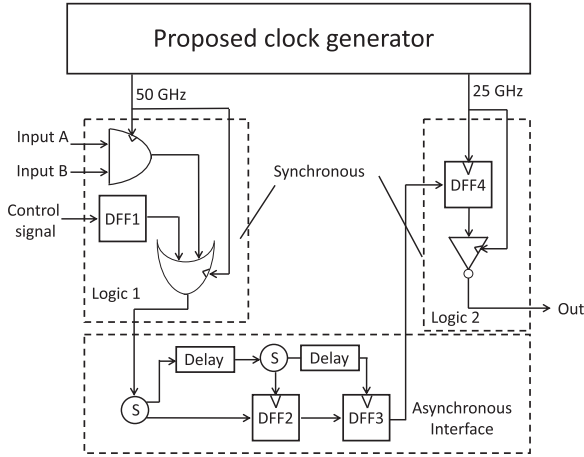 Proposed clock generator
50 GHz
25 GHz
Input A
Input B
Synchronous
DFF4
Control
signal
DFF1
Logic 1
Logic 2
Out
Delay
S
Delay
S
DFF2
DFF3
Asynchronous
Interface